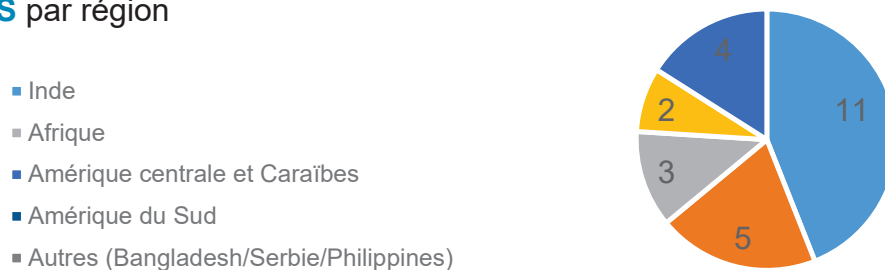 S par région
4
Inde
11
2
Afrique
3
Amérique centrale et Caraïbes
Amérique du Sud
5
Autres (Bangladesh/Serbie/Philippines)